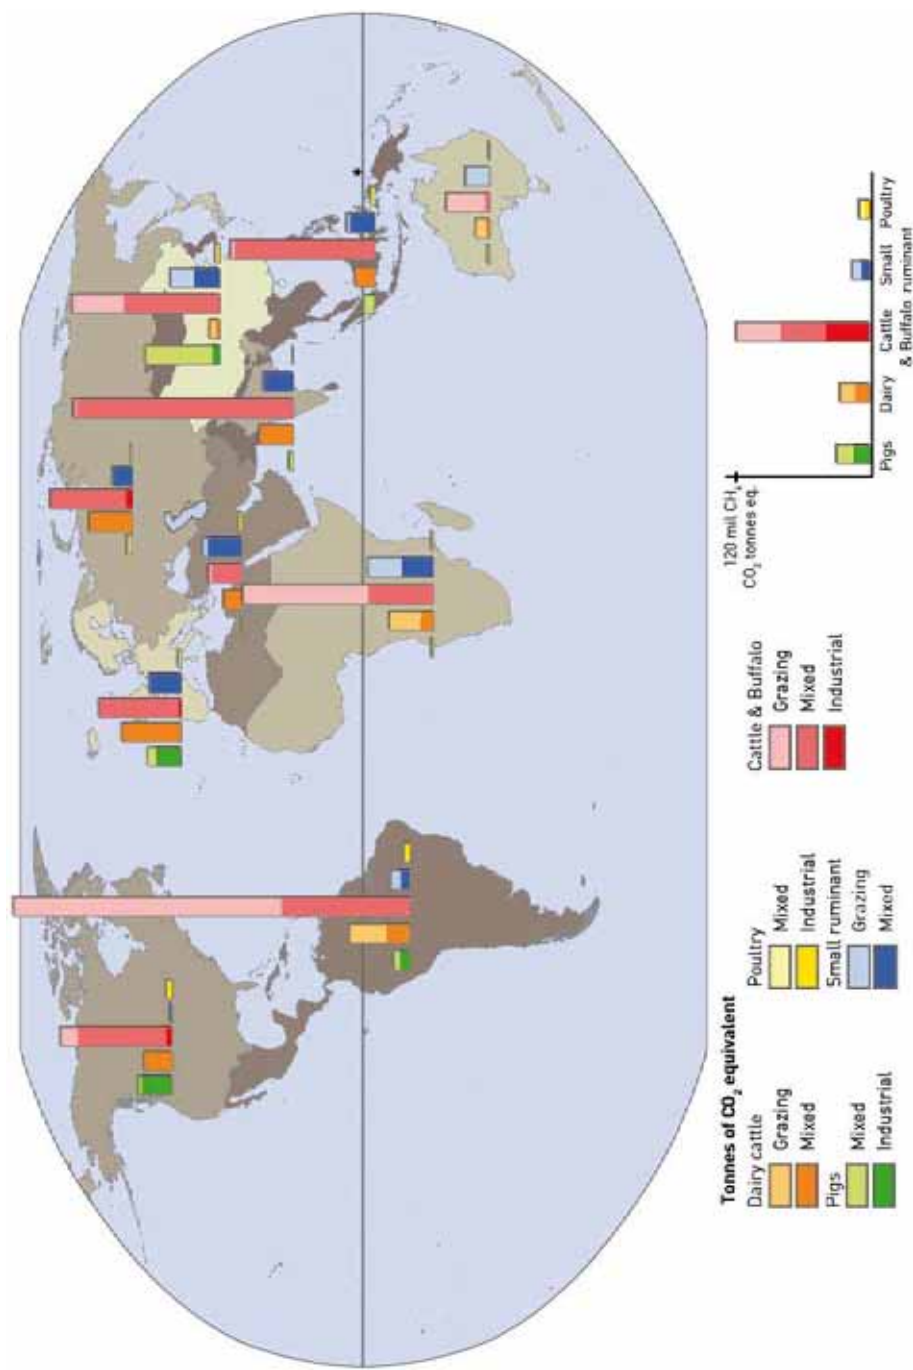 Tonnes of CO₂ equivalent
Dairy cattle
Grazing
Mixed
Pigs
Mixed
Industrial
Poultry
Mixed
Industrial
Small ruminant
Grazing
Mixed
Cattle & Buffalo
Grazing
Mixed
Industrial
120 mil CH₄
CO₂ tonnes eq.
Pigs
Dairy
Cattle
& Buffalo
Small
ruminant
Poultry